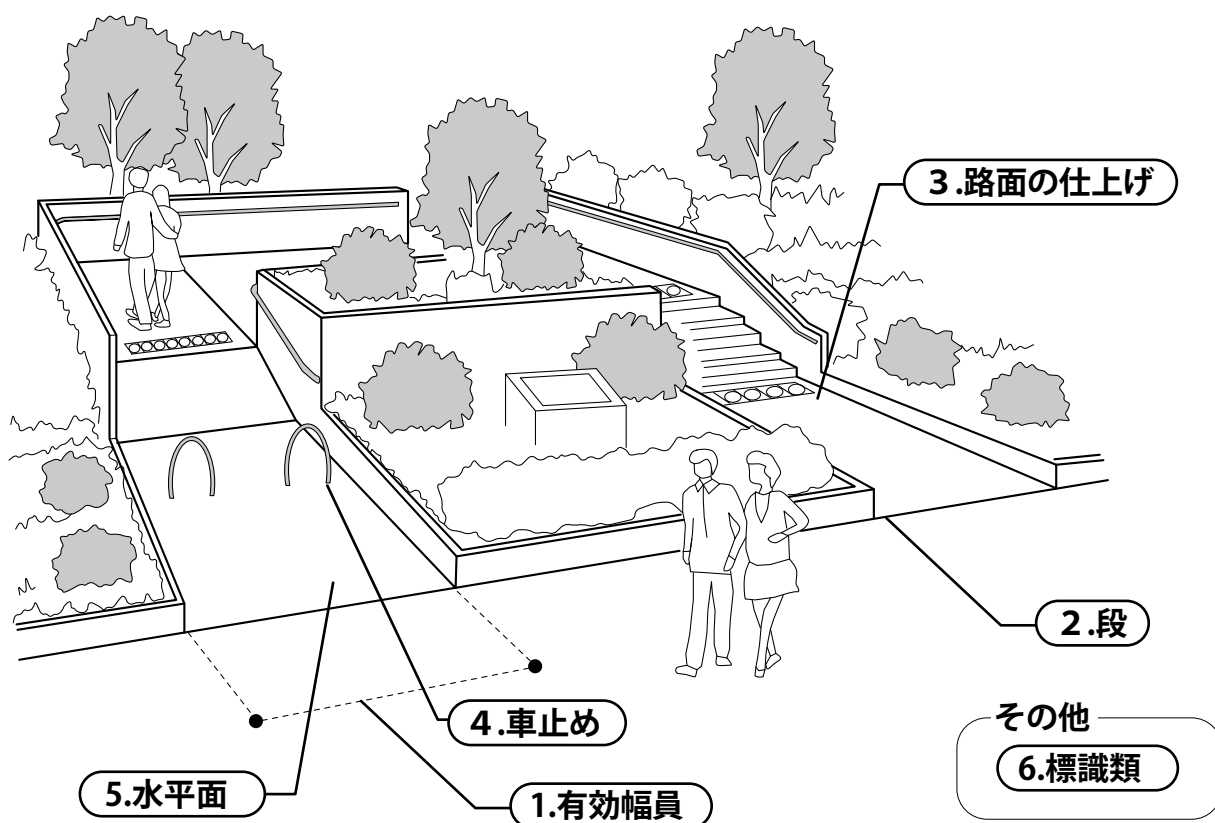 3.路面の仕上げ
2.段
その他
6.標識類
4.車止め
5.水平面
1.有効幅員